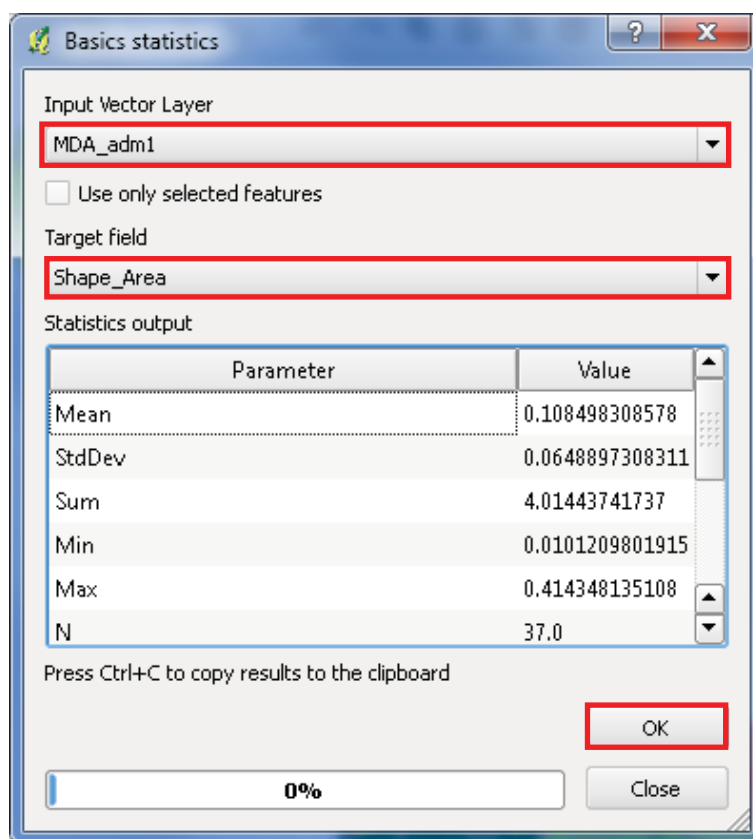 Basics statistics
Input Vector Layer
MDA_adm1
Use only selected features
Target field
Shape_Area
Statistics output
Parameter Value
Mean 0.108498308578
StdDev 0.0648897308311
Sum 4.01443741737
Min 0.0101209801915
Max 0.414348135108
N 37.0
Press Ctrl+C to copy results to the clipboard
OK
0%
Close